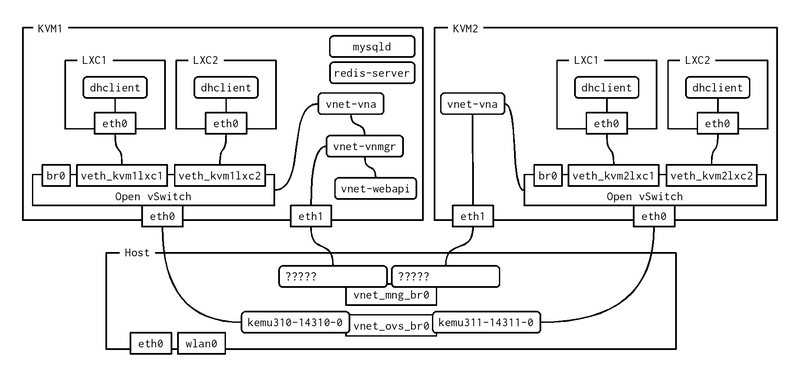 KVM1
KVM2
mysqld
redis-server
LXC1
LXC2
LXC1
LXC2
dhclient
dhclient
dhclient
dhclient
vnet-vna
vnet-vna
eth0
eth0
eth0
eth0
vnet-vnmgr
br0
veth_kvm1lxc1
veth_kvm1lxc2
br0
veth_kvm2lxc1
veth_kvm2lxc2
vnet-webapi
Open vSwitch
Open vSwitch
eth0
eth1
eth1
eth0
Host
?????
?????
vnet_mng_br0
kemu310-14310-0
vnet_ovs_br0
kemu311-14311-0
eth0
wlan0